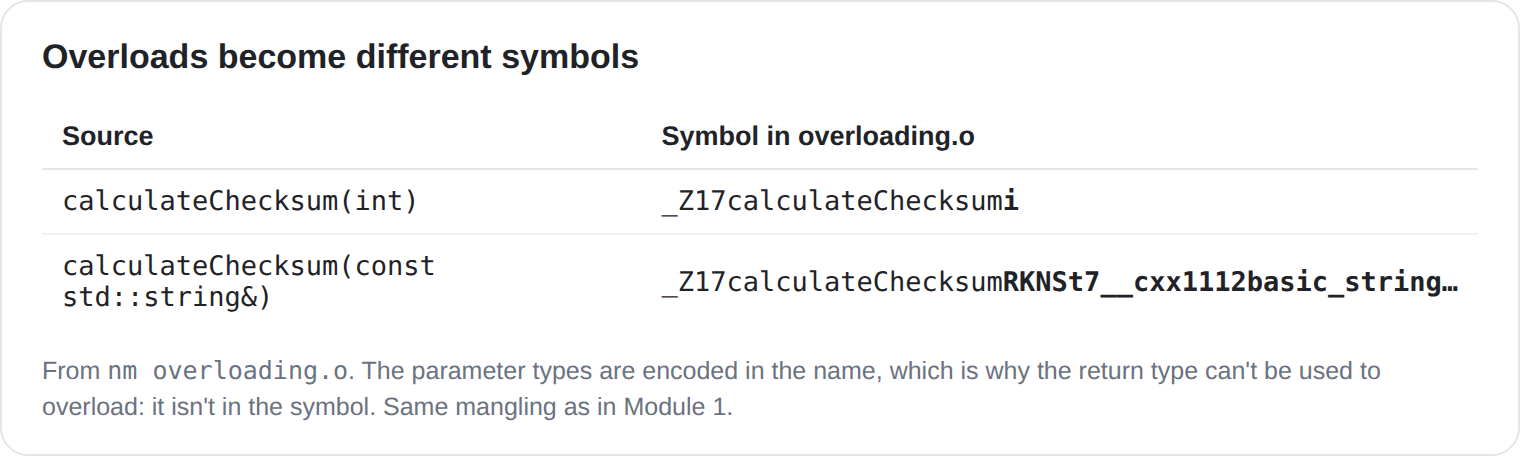 Overloads become different symbols
Source Symbol in overloading.o
calculateChecksum(int) _Z17calculateChecksumi
calculateChecksum(const
std::string&) _Z17calculateChecksumRKNSt7__cxx1112basic_string…
From nm overloading.o. The parameter types are encoded in the name, which is why the return type can't be used to
overload: it isn't in the symbol. Same mangling as in Module 1.